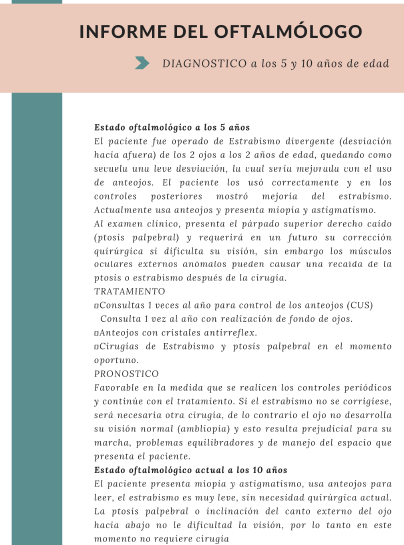 INFORME DEL OFTALMÓLOGO
DIAGNOSTICO a los 5 y 10 años de edad
Estado oftalmológico a los 5 años
El paciente fue operado de Estrabismo divergente (desviación
hacia afuera) de los 2 ojos a los 2 años de edad, quedando como
secuela una leve desviación, la cual sería mejorada con el uso
de anteojos. El paciente los usó correctamente y en los
controles posteriores mostró mejoría del estrabismo.
Actualmente usa anteojos y presenta miopía y astigmatismo.
Al examen clínico, presenta el párpado superior derecho caído
(ptosis palpebral) y requerirá en un futuro su corrección
quirúrgica si dificulta su visión, sin embargo los músculos
oculares externos anómalos pueden causar una recaída de la
ptosis o estrabismo después de la cirugía.
TRATAMIENTO
¤Consultas 1 veces al año para control de los anteojos (CUS)
Consulta 1 vez al año con realización de fondo de ojos.
¤Anteojos con cristales antirreflex.
¤Cirugías de Estrabismo y ptosis palpebral en el momento
oportuno.
PRONOSTICO
Favorable en la medida que se realicen los controles periódicos
y continúe con el tratamiento. Si el estrabismo no se corrigiese,
será necesaria otra cirugía, de lo contrario el ojo no desarrolla
su visión normal (ambliopía) y esto resulta prejudicial para su
marcha, problemas equilibradores y de manejo del espacio que
presenta el paciente.
Estado oftalmológico actual a los 10 años
El paciente presenta miopía y astigmatismo, usa anteojos para
leer, el estrabismo es muy leve, sin necesidad quirúrgica actual.
La ptosis palpebral o inclinación del canto externo del ojo
hacia abajo no le dificultad la visión, por lo tanto en este
momento no requiere cirugía